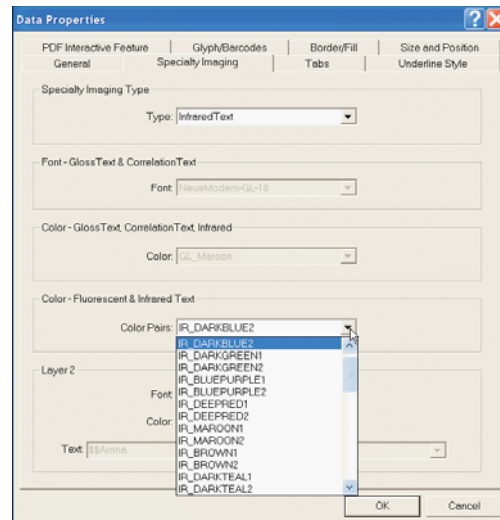 Data Properties
PDF Interactive Feature Glyph/Barcodes Border/Fill Size and Position
General Specialty Imaging Tabs Underline Style
Specialty Imaging Type
Type: InfraredText
Font - GlossText & CorrelationText
Font: NeueModern-GL-18
Color - GlossText, CorrelationText, Infrared
Color: GL_Maroon
Color - Fluorescent & Infrared Text
Color Pairs: IR_DARKBLUE2
IR_DARKBLUE2
IR_DARKGREEN1
IR_DARKGREEN2
IR_BLUEPURPLE1
Layer 2
IR_BLUEPURPLE2
Font:
IR_DEEPRED1
IR_DEEPRED2
Color:
IR_MAROON1
IR_MAROON2
IR_BROWN1
Text: $$Arena
IR_BROWN2
IR_DARKTEAL1
IR_DARKTEAL2
OK Cancel